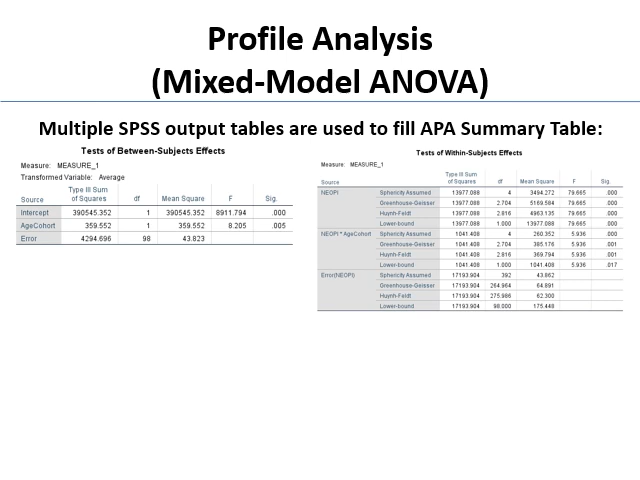 Profile Analysis
(Mixed-Model ANOVA)
Multiple SPSS output tables are used to fill APA Summary Table:
Tests of Between-Subjects Effects
Measure: MEASURE_1
Transformed Variable: Average
Source Type III Sum of Squares df Mean Square F Sig.
Intercept 390545.352 1 390545.352 8911.794 .000
AgeCohort 359.552 1 359.552 8.205 .005
Error 4294.696 98 43.823
Tests of Within-Subjects Effects
Measure: MEASURE_1
Source Type III Sum of Squares df Mean Square F Sig.
NEOPI Sphericity Assumed 13977.088 4 3494.272 79.665 .000
Greenhouse-Geisser 13977.088 2.704 5169.564 79.665 .000
Huynh-Feldt 13977.088 2.816 4963.135 79.665 .000
Lower-bound 13977.088 1.000 13977.088 79.665 .000
NEOPI * AgeCohort Sphericity Assumed 1041.408 4 260.352 5.936 .000
Greenhouse-Geisser 1041.408 2.704 385.176 5.936 .001
Huynh-Feldt 1041.408 2.816 369.794 5.936 .001
Lower-bound 1041.408 1.000 1041.408 5.936 .017
Error(NEOPI) Sphericity Assumed 17193.904 392 43.862
Greenhouse-Geisser 17193.904 264.964 64.891
Huynh-Feldt 17193.904 275.986 62.300
Lower-bound 17193.904 98.000 175.448